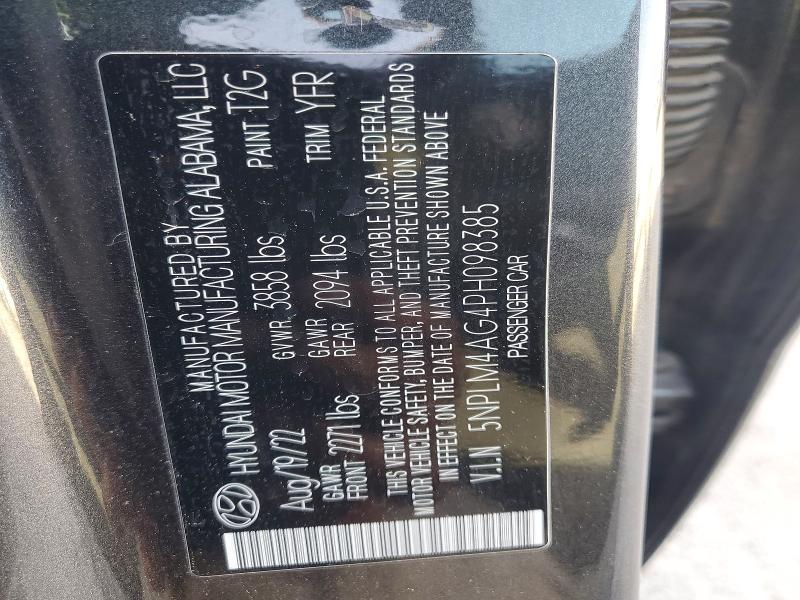 MANUFACTURED BY
HYUNDAI MOTOR MANUFACTURING ALABAMA, LLC
Aug/19/22 GVWR 3858 lbs PAINT T2G
GAWR FRONT 2271 lbs GAWR REAR 2094 lbs TRIM YFR
THIS VEHICLE CONFORMS TO ALL APPLICABLE U.S.A. FEDERAL
MOTOR VEHICLE SAFETY, BUMPER, AND THEFT PREVENTION STANDARDS
IN EFFECT ON THE DATE OF MANUFACTURE SHOWN ABOVE
V.I.N 5NPLM4AG4PH098385
PASSENGER CAR